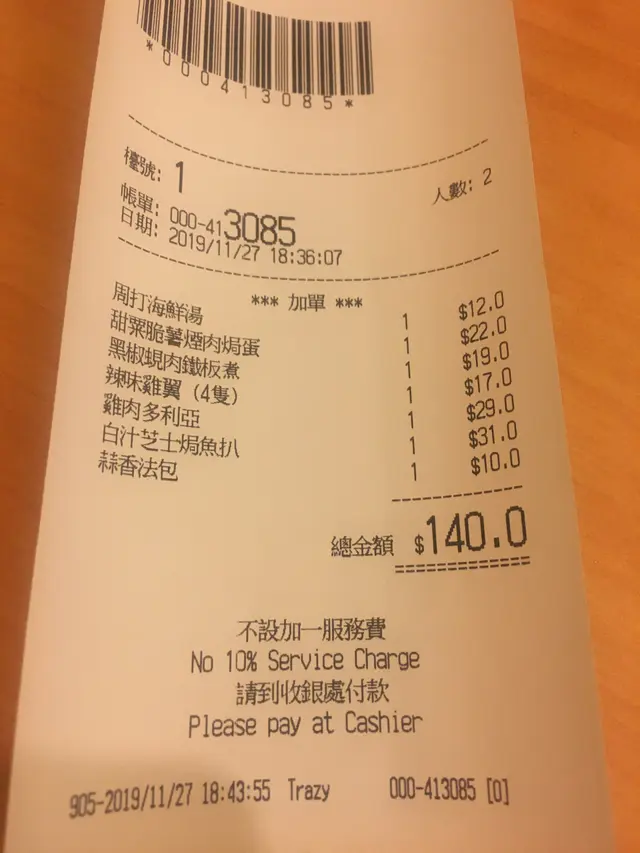 *000413085*
檯號: 1
人數: 2
帳單: 000-413085
日期: 2019/11/27 18:36:07
*** 加單 ***
周打海鮮湯 1 $12.0
甜粟脆薯煙肉焗蛋 1 $22.0
黑椒蜆肉鐵板煮 1 $19.0
辣味雞翼 (4隻) 1 $17.0
雞肉多利亞 1 $29.0
白汁芝士焗魚扒 1 $31.0
蒜香法包 1 $10.0
總金額 $140.0
不設加一服務費
No 10% Service Charge
請到收銀處付款
Please pay at Cashier
905-2019/11/27 18:43:55 Trazy 000-413085 [0]